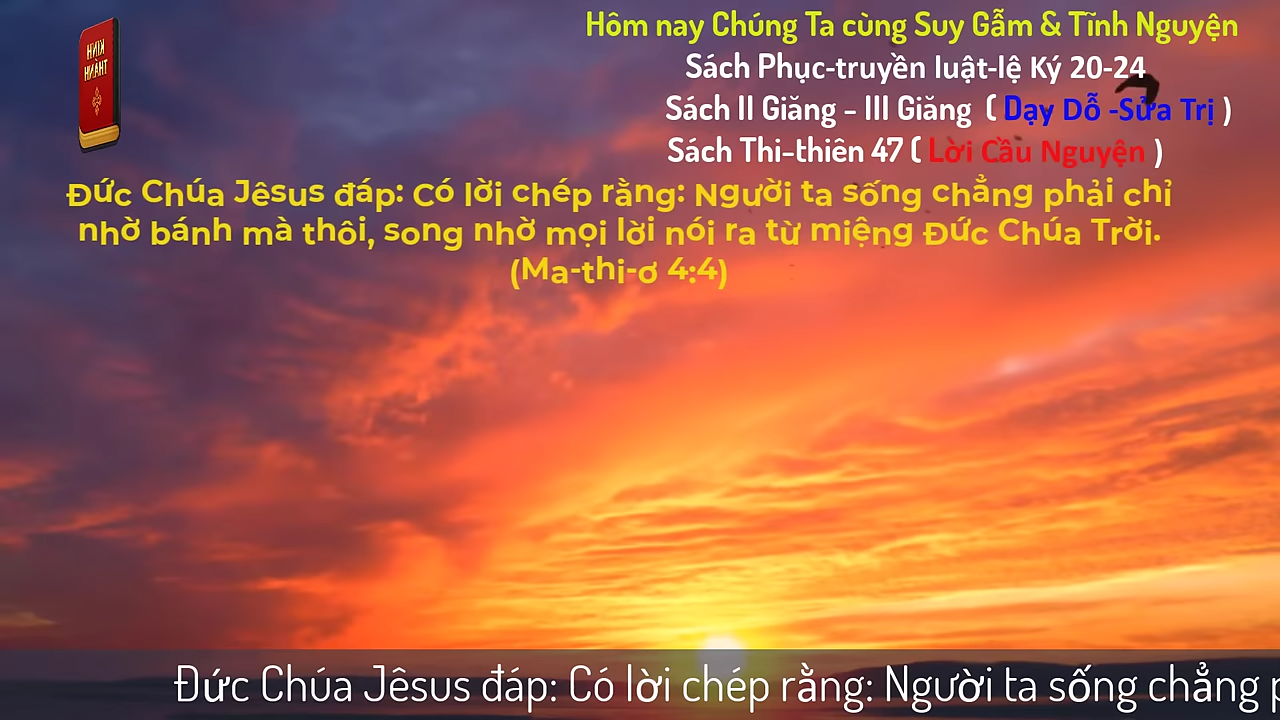 KINH
THÁNH
Hôm nay Chúng Ta cùng Suy Gẫm & Tĩnh Nguyện
Sách Phục-truyền luật-lệ Ký 20-24
Sách II Giăng – III Giăng ( Dạy Dỗ -Sửa Trị )
Sách Thi-thiên 47 ( Lời Cầu Nguyện )
Đức Chúa Jêsus đáp: Có lời chép rằng: Người ta sống chẳng phải chỉ
nhờ bánh mà thôi, song nhờ mọi lời nói ra từ miệng Đức Chúa Trời.
(Ma-thi-ơ 4:4)
Đức Chúa Jêsus đáp: Có lời chép rằng: Người ta sống chẳng